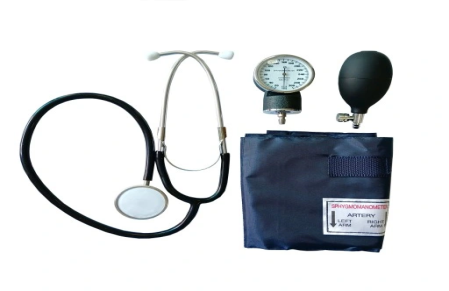 SPHYGMOMANOMETER
ARTERY
LEFT RIGHT
ARM ARM